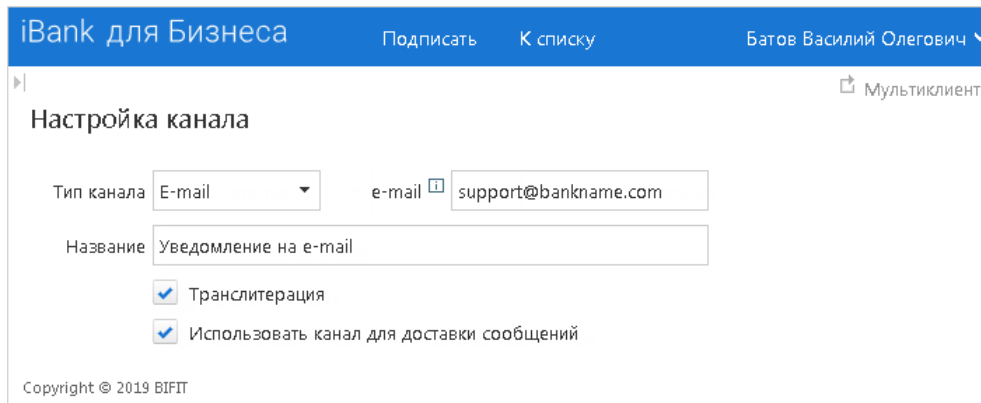 iBank для Бизнеса Подписать К списку Батов Василий Олегович
Мультиклиент
Настройка канала
Тип канала E-mail e-mail support@bankname.com
Название Уведомление на e-mail
Транслитерация
Использовать канал для доставки сообщений
Copyright © 2019 BIFIT